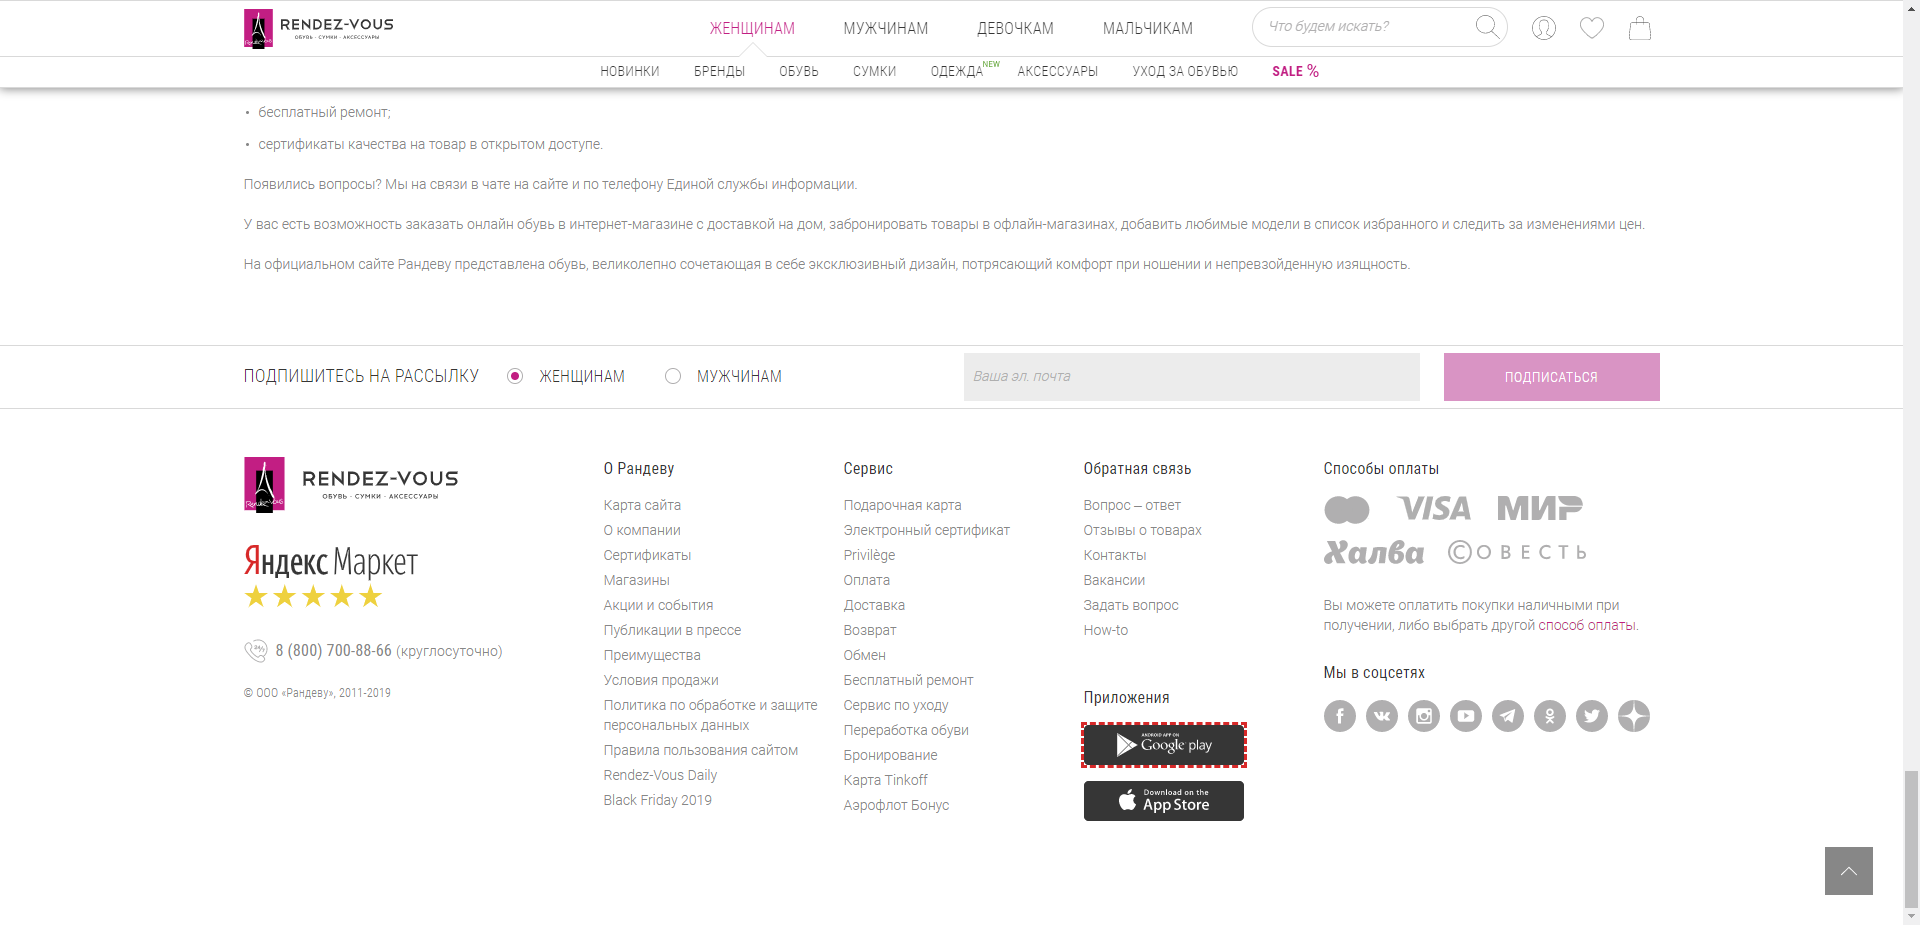 RENDEZ-VOUS
ОБУВЬ · СУМКИ · АКСЕССУАРЫ
ЖЕНЩИНАМ
МУЖЧИНАМ
ДЕВОЧКАМ
МАЛЬЧИКАМ
Что будем искать?
НОВИНКИ
БРЕНДЫ
ОБУВЬ
СУМКИ
ОДЕЖДА NEW
АКСЕССУАРЫ
УХОД ЗА ОБУВЬЮ
SALE %
• бесплатный ремонт;
• сертификаты качества на товар в открытом доступе.
Появились вопросы? Мы на связи в чате на сайте и по телефону Единой службы информации.
У вас есть возможность заказать онлайн обувь в интернет-магазине с доставкой на дом, забронировать товары в офлайн-магазинах, добавить любимые модели в список избранного и следить за изменениями цен.
На официальном сайте Рандеву представлена обувь, великолепно сочетающая в себе эксклюзивный дизайн, потрясающий комфорт при ношении и непревзойденную изящность.
ПОДПИШИТЕСЬ НА РАССЫЛКУ
ЖЕНЩИНАМ
МУЖЧИНАМ
Ваша эл. почта
ПОДПИСАТЬСЯ
Rendez-Vous
RENDEZ-VOUS
ОБУВЬ · СУМКИ · АКСЕССУАРЫ
Яндекс Маркет
24/7
8 (800) 700-88-66 (круглосуточно)
© ООО «Рандеву», 2011-2019
О Рандеву
Карта сайта
О компании
Сертификаты
Магазины
Акции и события
Публикации в прессе
Преимущества
Условия продажи
Политика по обработке и защите
персональных данных
Правила пользования сайтом
Rendez-Vous Daily
Black Friday 2019
Сервис
Подарочная карта
Электронный сертификат
Privilège
Оплата
Доставка
Возврат
Обмен
Бесплатный ремонт
Сервис по уходу
Переработка обуви
Бронирование
Карта Tinkoff
Аэрофлот Бонус
Обратная связь
Вопрос – ответ
Отзывы о товарах
Контакты
Вакансии
Задать вопрос
How-to
Приложения
ANDROID APP ON
Google play
Download on the
App Store
Способы оплаты
VISA
МИР
Халва
©ОВЕСТЬ
Вы можете оплатить покупки наличными при
получении, либо выбрать другой способ оплаты.
Мы в соцсетях